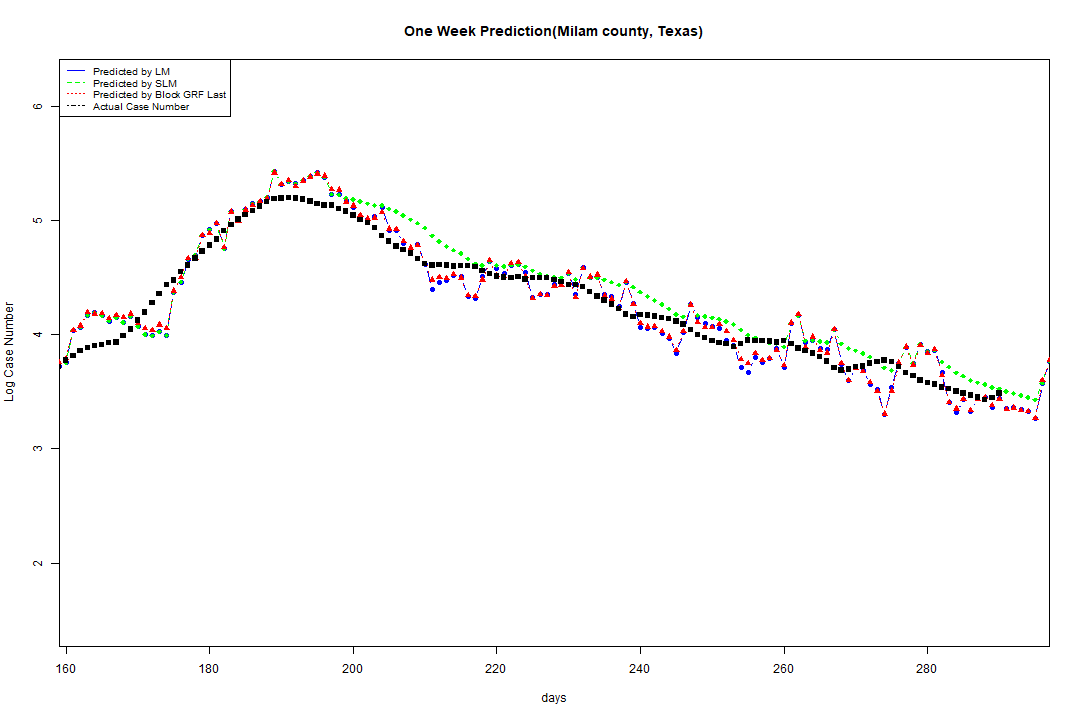 One Week Prediction(Milam county, Texas)
Predicted by LM
Predicted by SLM
Predicted by Block GRF Last
Actual Case Number
6
5
4
3
2
Log Case Number
160 180 200 220 240 260 280
days